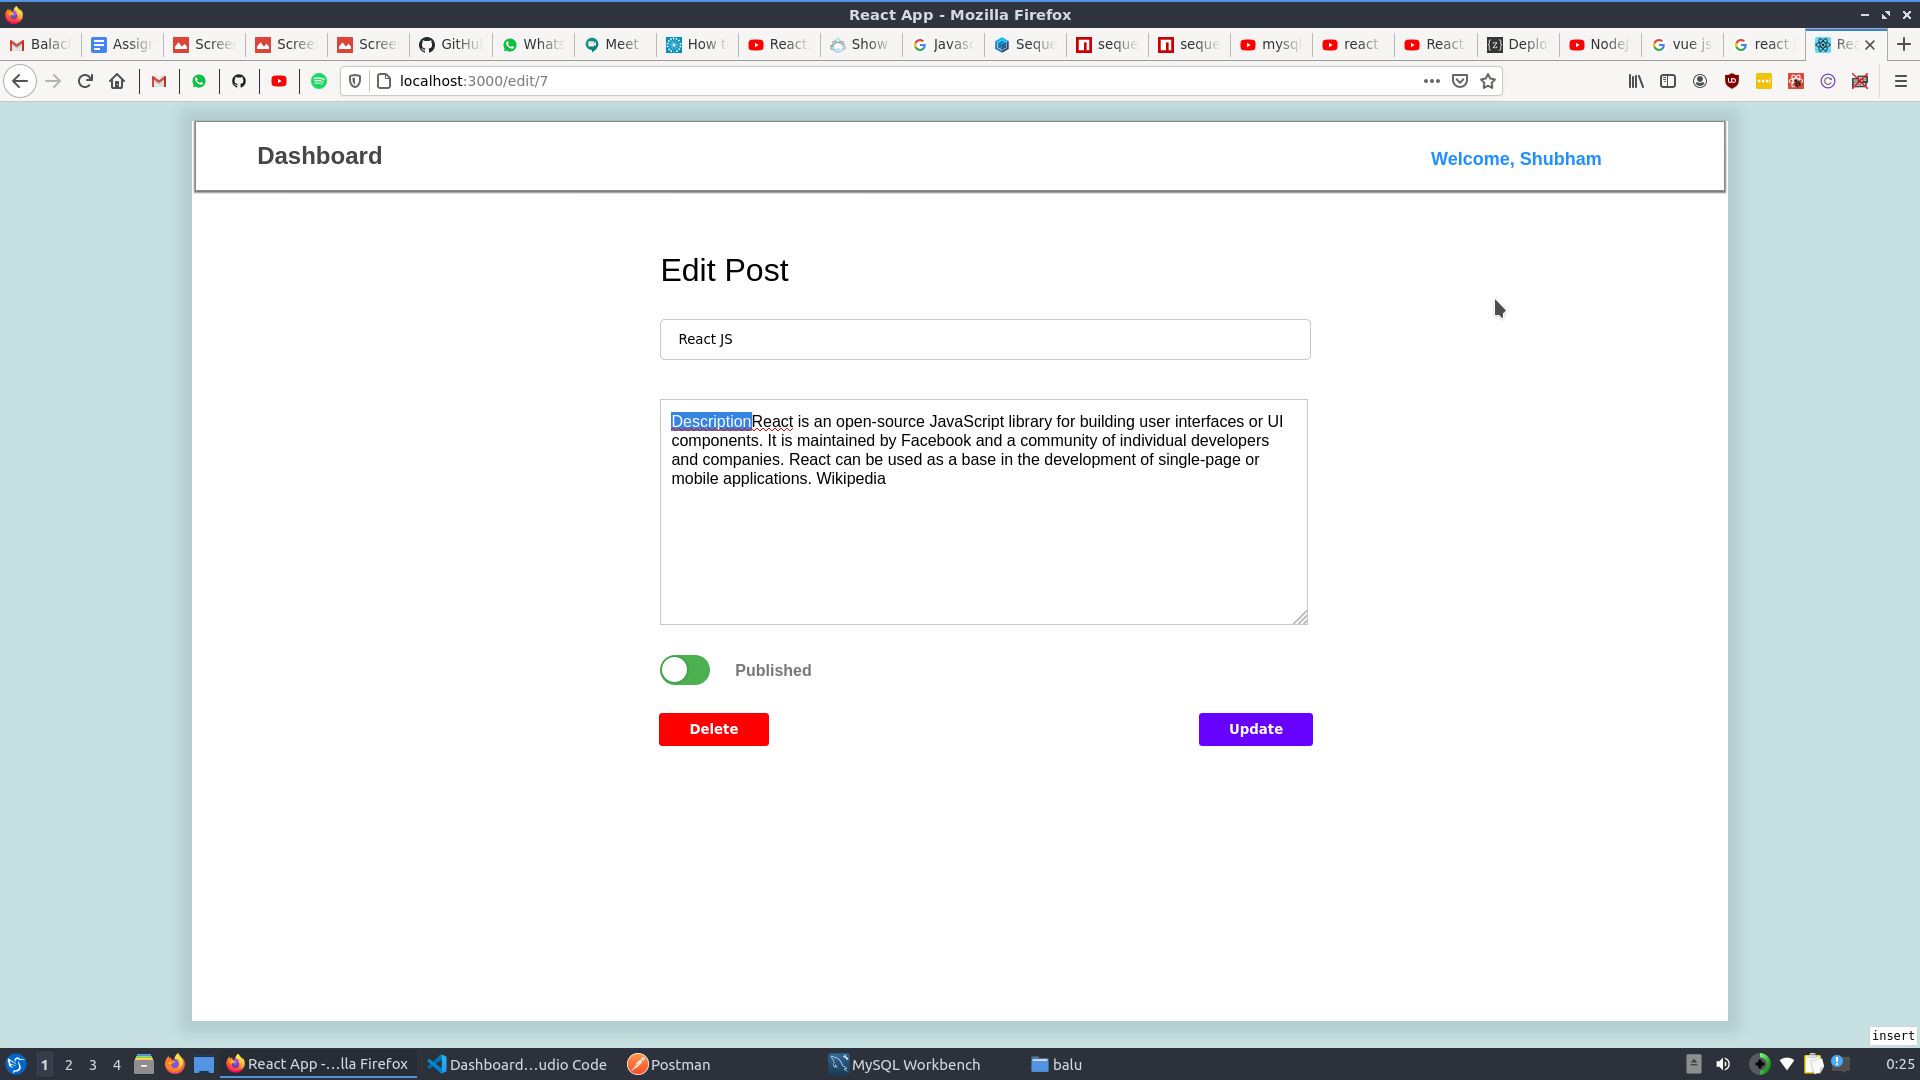 React App - Mozilla Firefox
Balac
Assig
Scree
Scree
Scree
GitHu
Whats
Meet
How t
React
Show
Javasc
Seque
seque
seque
mysql
react
React
Deplo
NodeJ
vue js
react
Rea
localhost:3000/edit/7
Dashboard
Welcome, Shubham
Edit Post
React JS
DescriptionReact is an open-source JavaScript library for building user interfaces or UI
components. It is maintained by Facebook and a community of individual developers
and companies. React can be used as a base in the development of single-page or
mobile applications. Wikipedia
Published
Delete
Update
insert
1 2 3 4
React App -...lla Firefox
Dashboard...udio Code
Postman
MySQL Workbench
balu
0:25